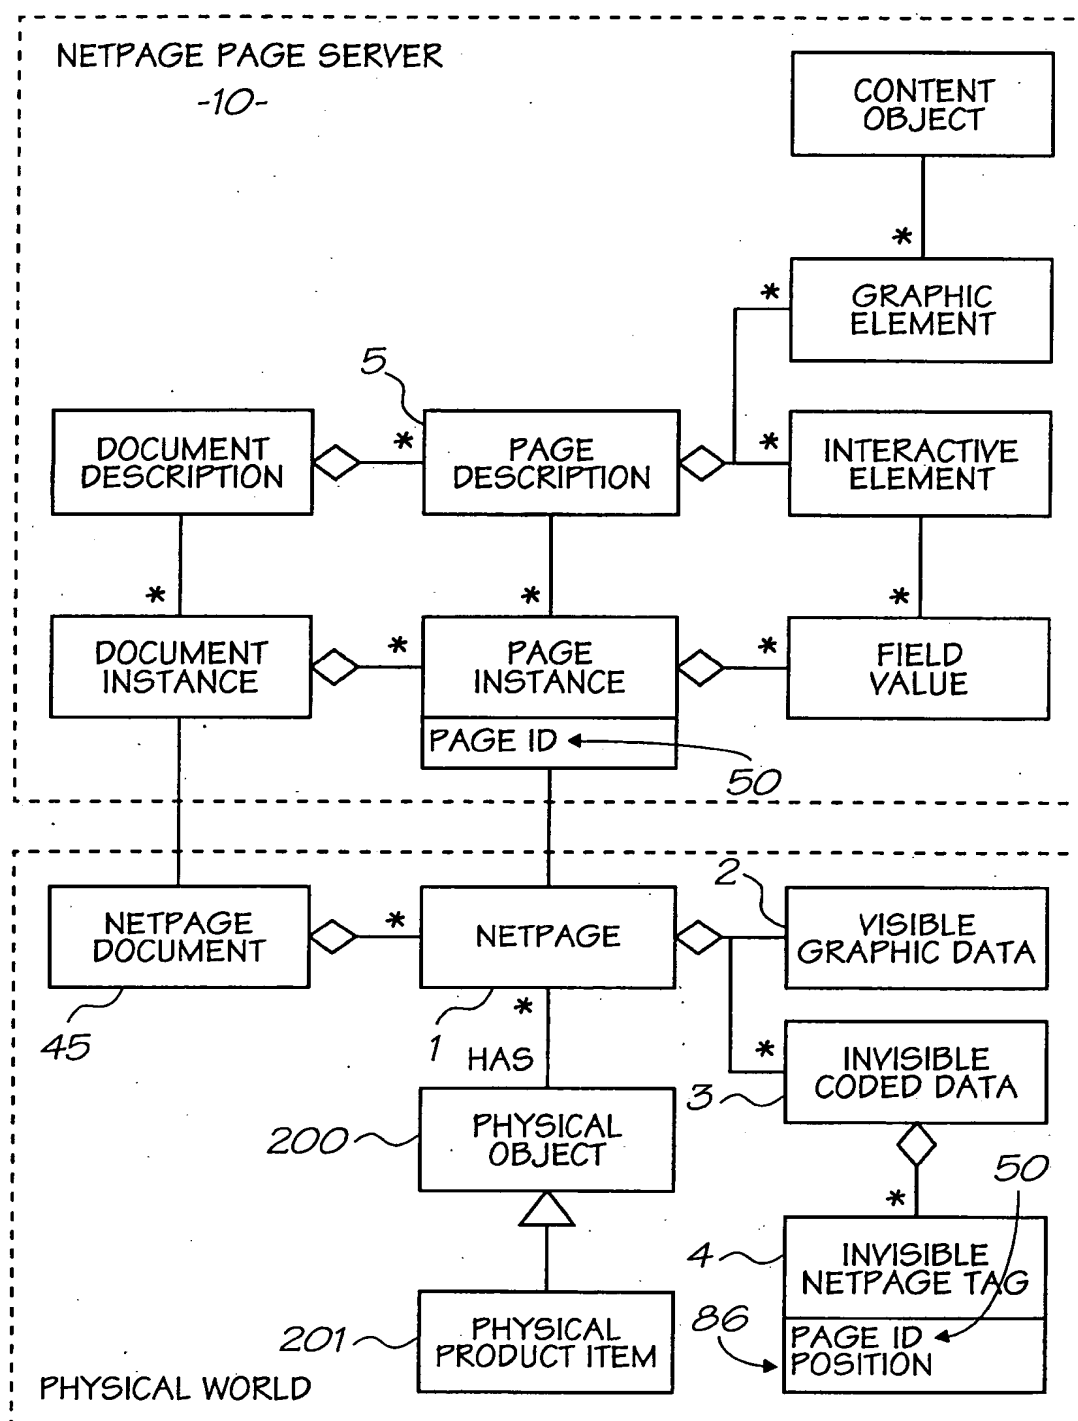 NETPAGE PAGE SERVER
-10-
CONTENT
OBJECT
*
*
GRAPHIC
ELEMENT
5
DOCUMENT
DESCRIPTION
*
PAGE
DESCRIPTION
*
INTERACTIVE
ELEMENT
*
*
*
DOCUMENT
INSTANCE
*
PAGE
INSTANCE
*
FIELD
VALUE
PAGE ID
50
2
NETPAGE
DOCUMENT
*
NETPAGE
VISIBLE
GRAPHIC DATA
45
1
*
HAS
*
3
INVISIBLE
CODED DATA
200
PHYSICAL
OBJECT
50
*
4
INVISIBLE
NETPAGE TAG
201
PHYSICAL
PRODUCT ITEM
86
PAGE ID
POSITION
PHYSICAL WORLD